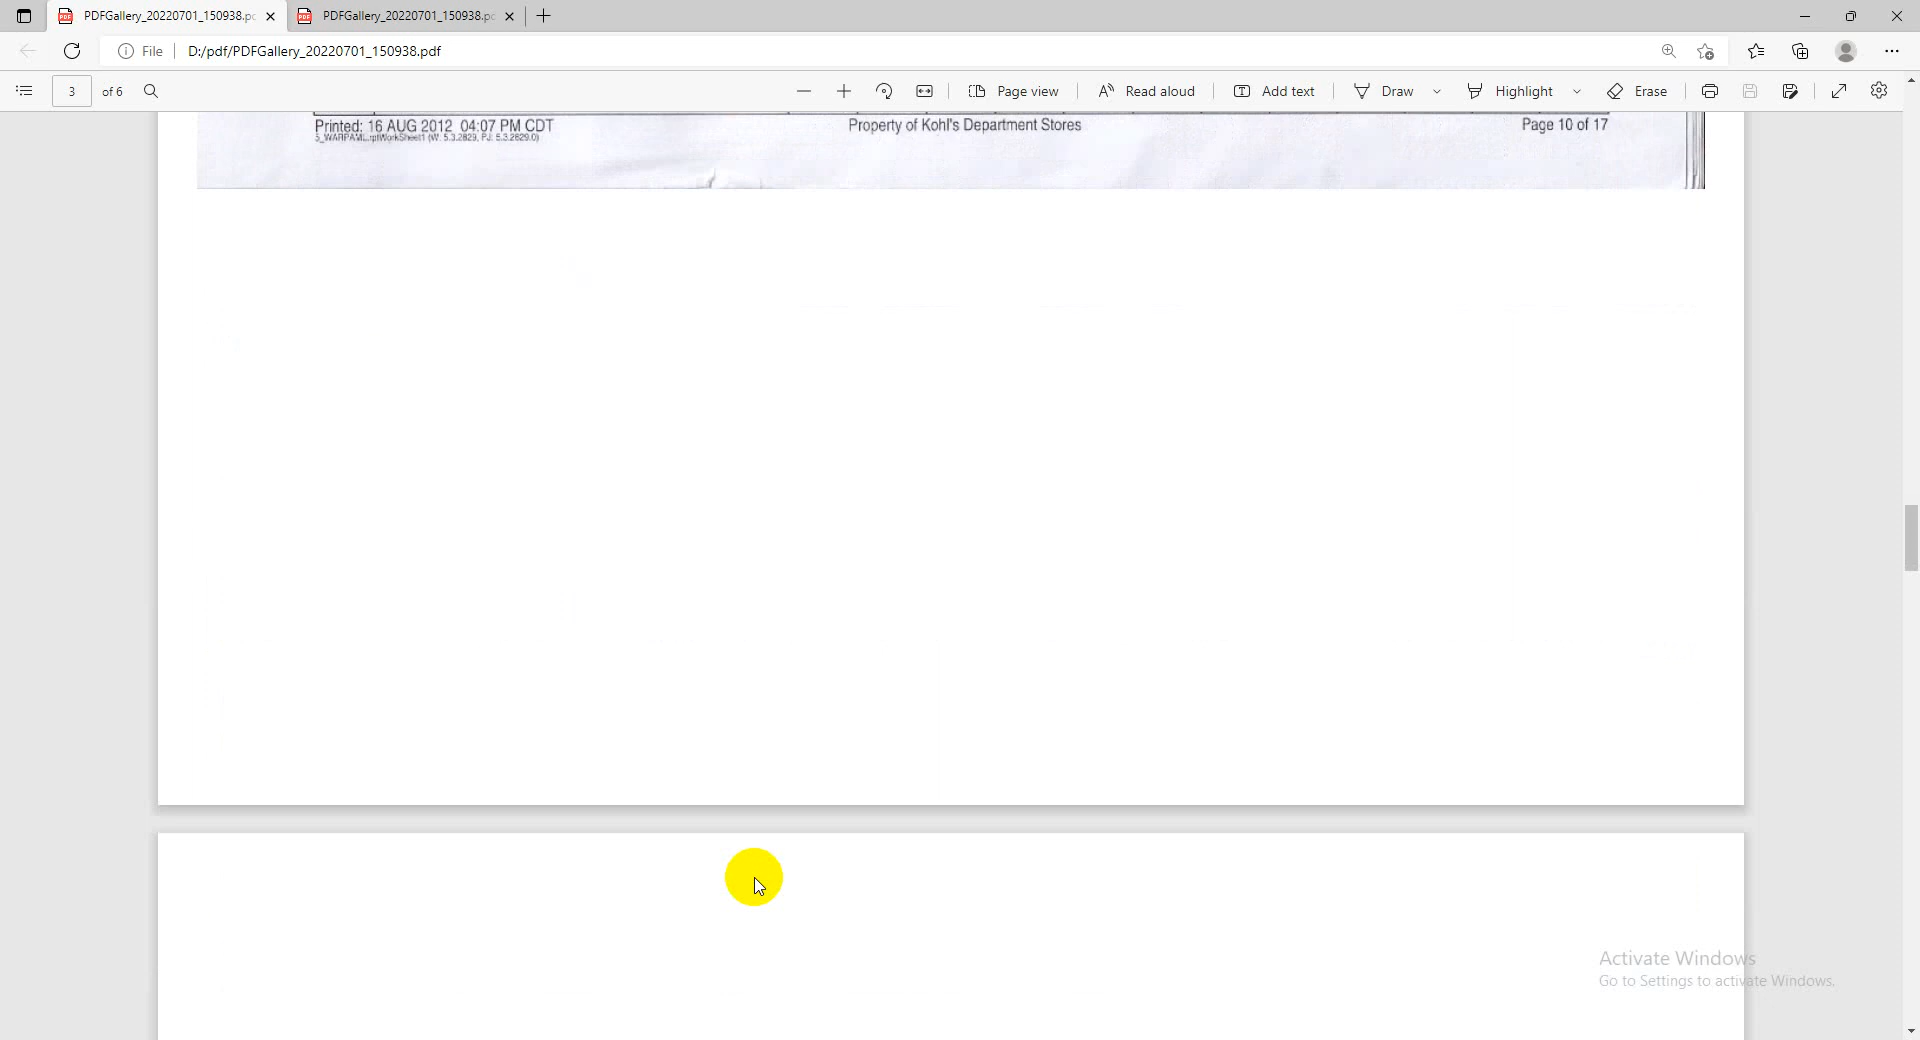 PDFGallery_20220701_150938.pc
PDFGallery_20220701_150938.pc
File
D:/pdf/PDFGallery_20220701_150938.pdf
3 of 6
Page view
Read aloud
Add text
Draw
Highlight
Erase
Printed: 16 AUG 2012 04:07 PM CDT
Property of Kohl's Department Stores
Page 10 of 17
Activate Windows
Go to Settings to activate Windows.